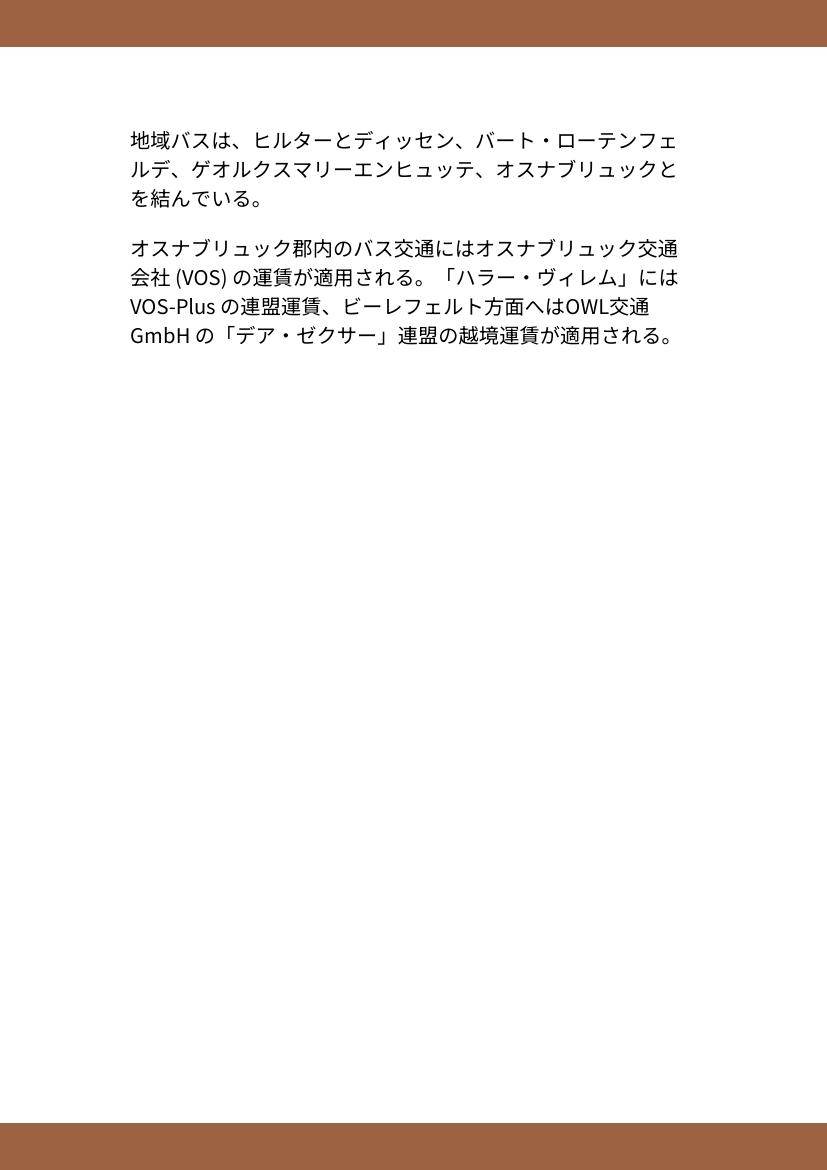 地域バスは、ヒルターとディッセン、バート・ローテンフェ
ルデ、ゲオルクスマリーエンヒュッテ、オスナブリュックと
を結んでいる。
オスナブリュック郡内のバス交通にはオスナブリュック交通
会社 (VOS) の運賃が適用される。「ハラー・ヴィレム」には
VOS-Plus の連盟運賃、ビーレフェルト方面へはOWL交通
GmbH の「デア・ゼクサー」連盟の越境運賃が適用される。